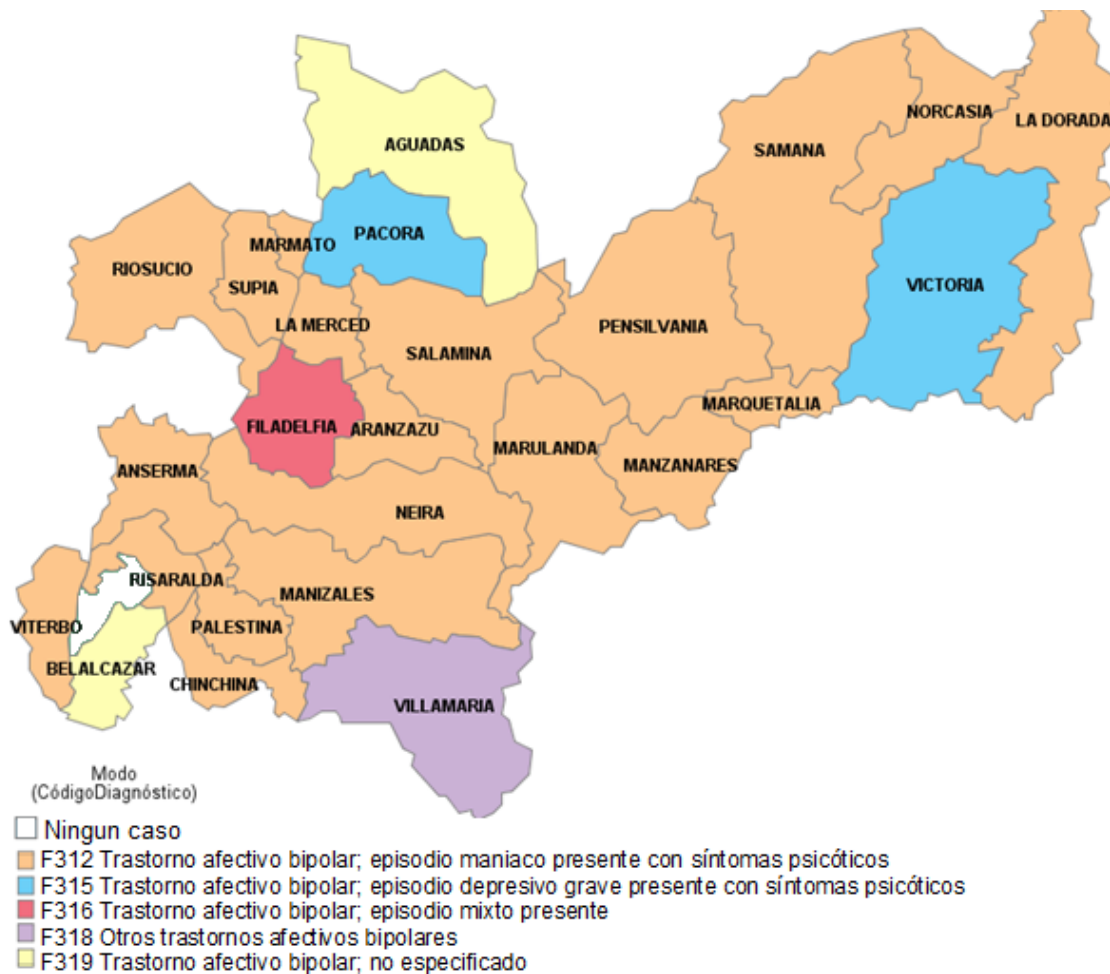 NORCASIA
LA DORADA
AGUADAS
SAMANA
MARMATO
PACORA
RIOSUCIO
SUPIA
VICTORIA
LA MERCED
PENSILVANIA
SALAMINA
MARQUETALIA
FILADELFIA
ARANZAZU
MARULANDA
ANSERMA
MANZANARES
NEIRA
RISARALDA
MANIZALES
VITERBO
PALESTINA
BELALCAZAR
CHINCHINA
VILLAMARIA
Modo
(CódigoDiagnóstico)
Ningun caso
F312 Trastorno afectivo bipolar; episodio maniaco presente con síntomas psicóticos
F315 Trastorno afectivo bipolar; episodio depresivo grave presente con síntomas psicóticos
F316 Trastorno afectivo bipolar; episodio mixto presente
F318 Otros trastornos afectivos bipolares
F319 Trastorno afectivo bipolar; no especificado